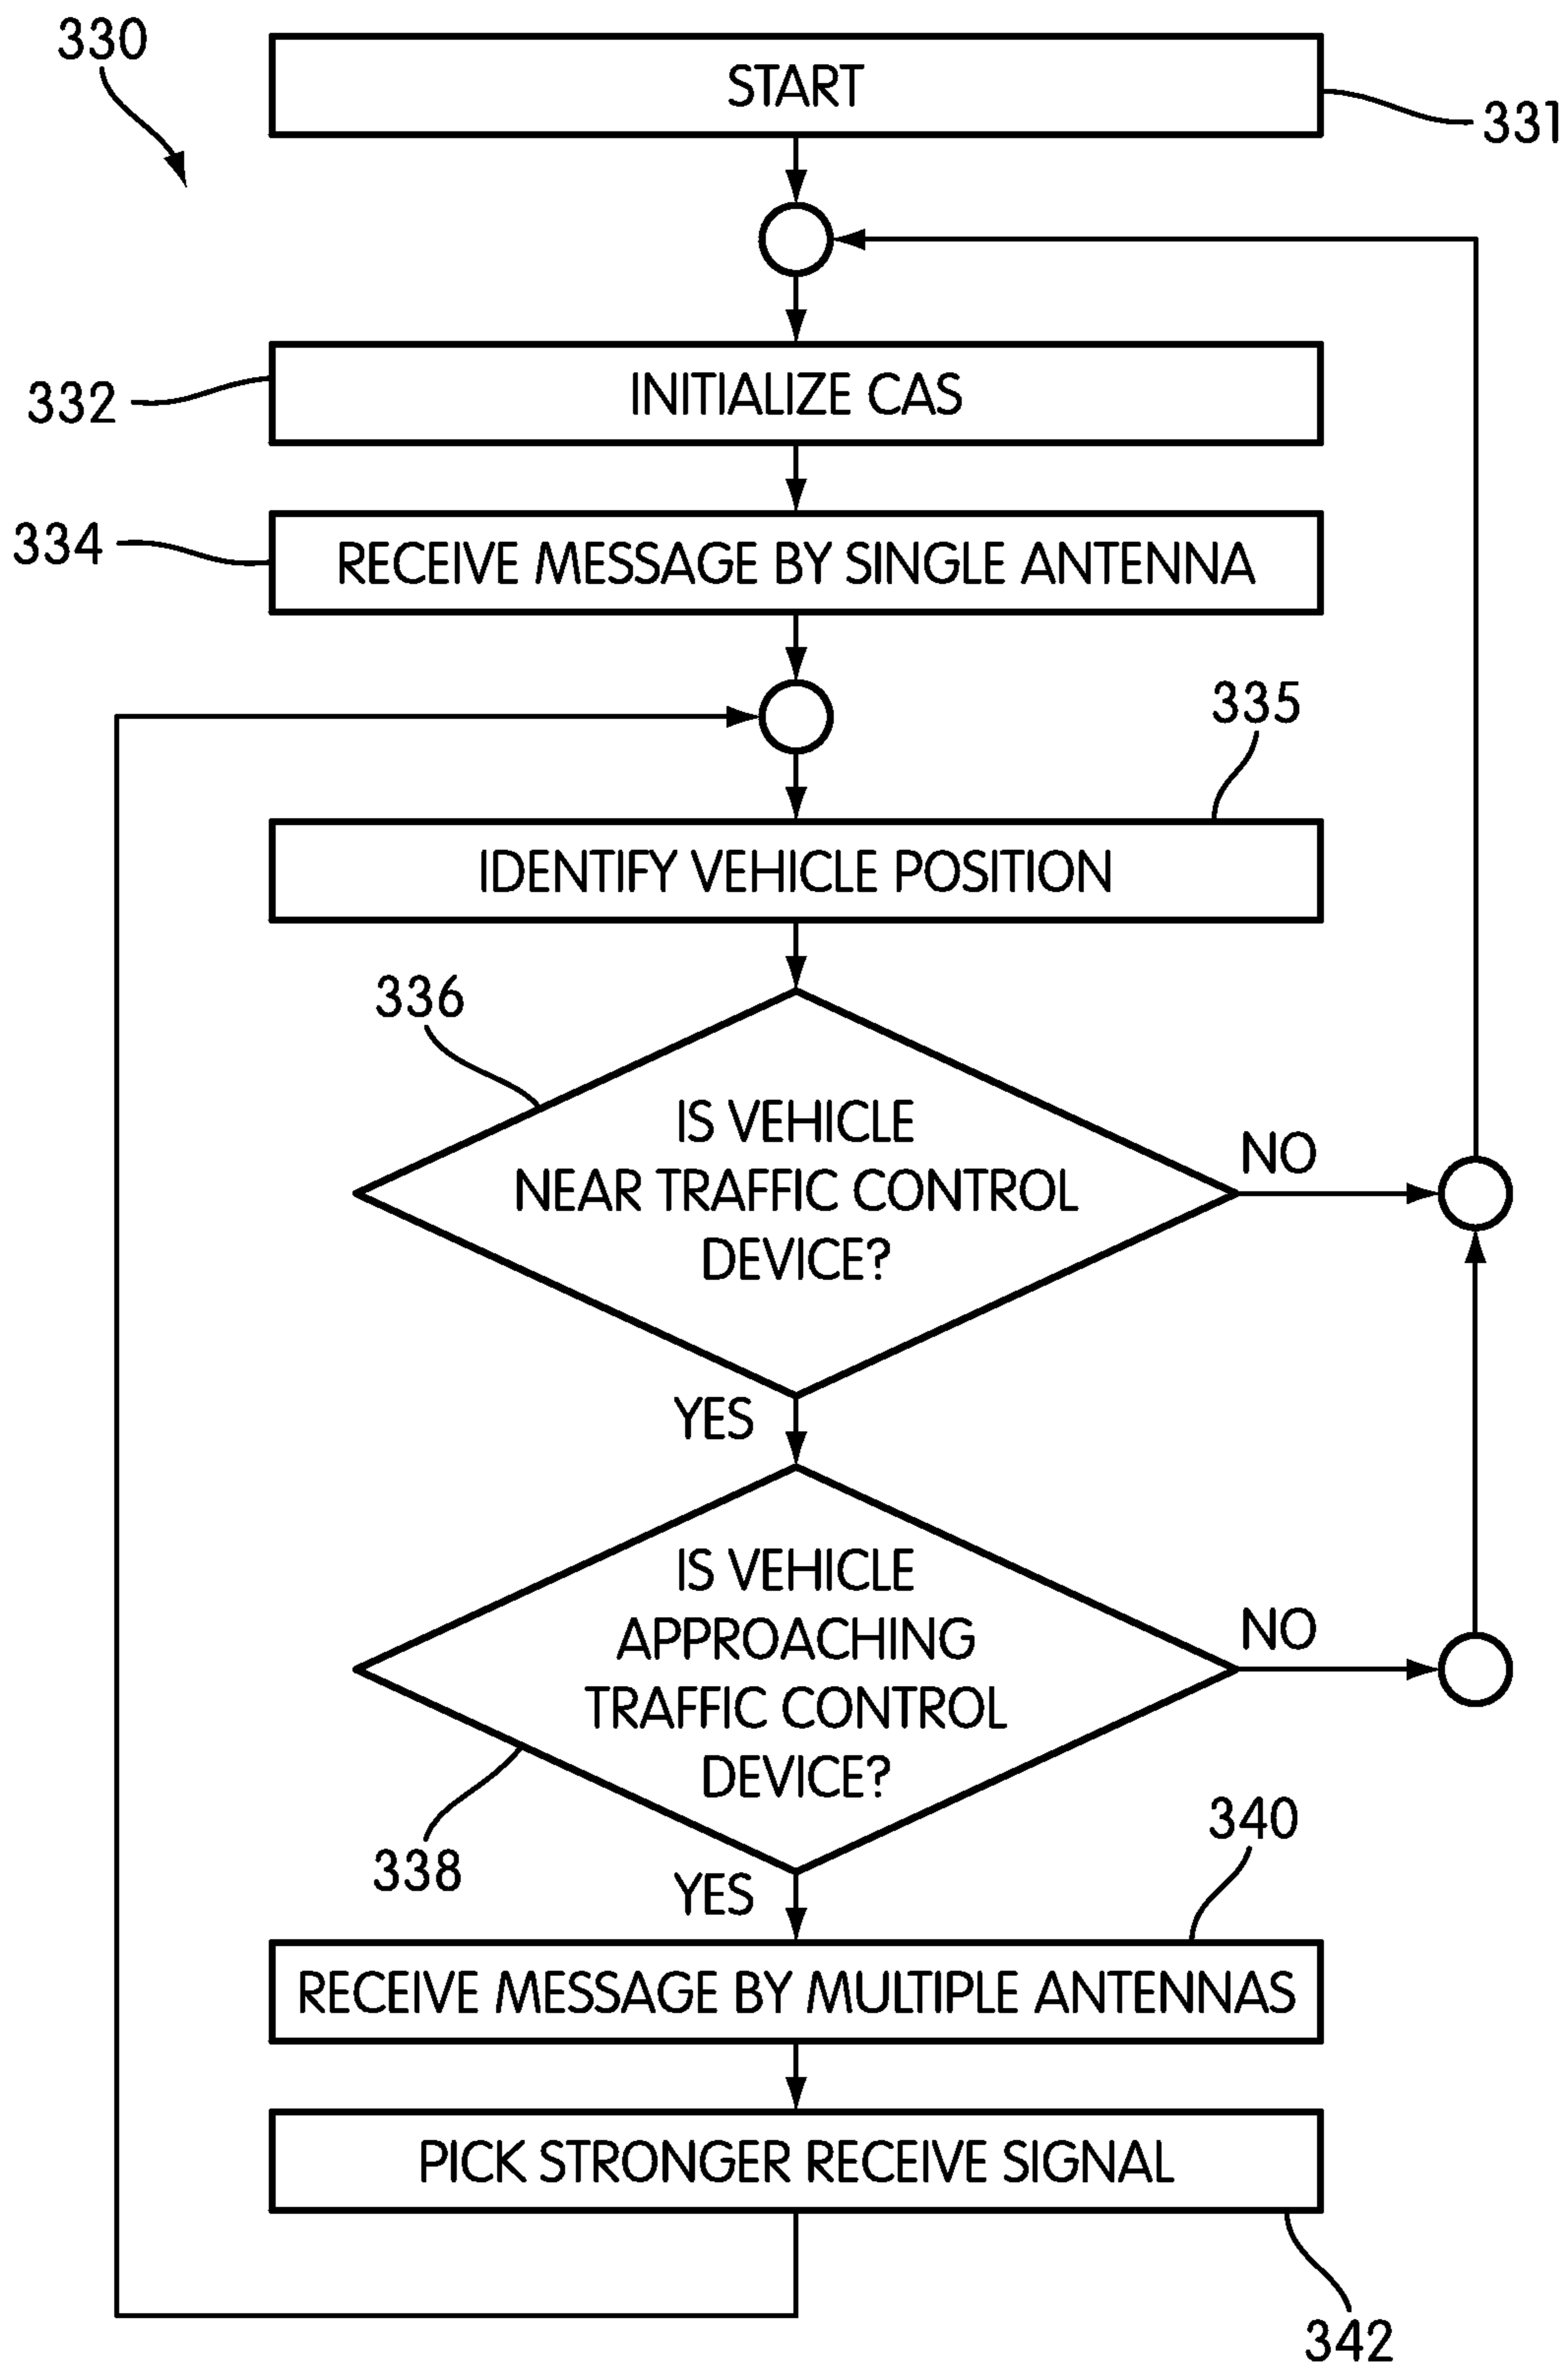 330
START
331
INITIALIZE CAS
332
RECEIVE MESSAGE BY SINGLE ANTENNA
334
335
IDENTIFY VEHICLE POSITION
336
IS VEHICLE
NEAR TRAFFIC CONTROL
DEVICE?
NO
YES
IS VEHICLE
APPROACHING
TRAFFIC CONTROL
DEVICE?
NO
338
YES
340
RECEIVE MESSAGE BY MULTIPLE ANTENNAS
PICK STRONGER RECEIVE SIGNAL
342